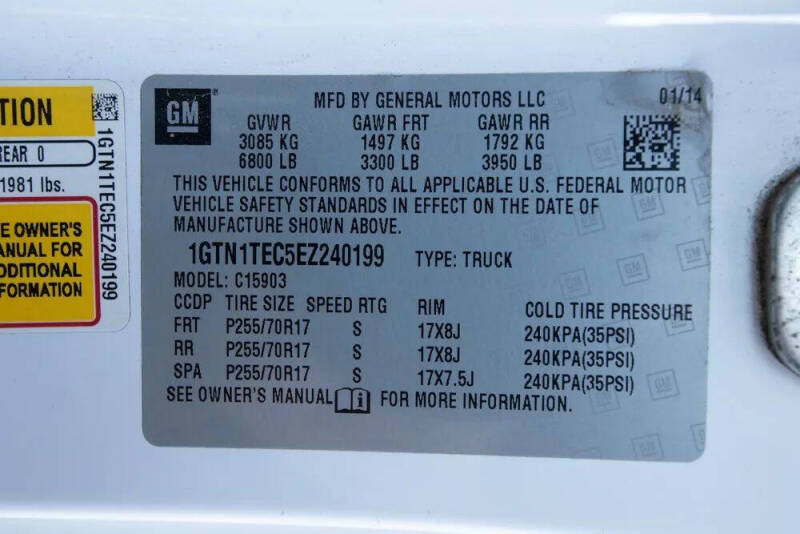 TION
REAR 0
1981 lbs.
EE OWNER'S
ANUAL FOR
DDITIONAL
FORMATION
1GTN1TEC5EZ240199
GM
MFD BY GENERAL MOTORS LLC 01/14
GVWR GAWR FRT GAWR RR
3085 KG 1497 KG 1792 KG
6800 LB 3300 LB 3950 LB
THIS VEHICLE CONFORMS TO ALL APPLICABLE U.S. FEDERAL MOTOR
VEHICLE SAFETY STANDARDS IN EFFECT ON THE DATE OF
MANUFACTURE SHOWN ABOVE.
1GTN1TEC5EZ240199 TYPE: TRUCK
MODEL: C15903
CCDP TIRE SIZE SPEED RTG RIM COLD TIRE PRESSURE
FRT P255/70R17 S 17X8J 240KPA(35PSI)
RR P255/70R17 S 17X8J 240KPA(35PSI)
SPA P255/70R17 S 17X7.5J 240KPA(35PSI)
SEE OWNER'S MANUAL FOR MORE INFORMATION.